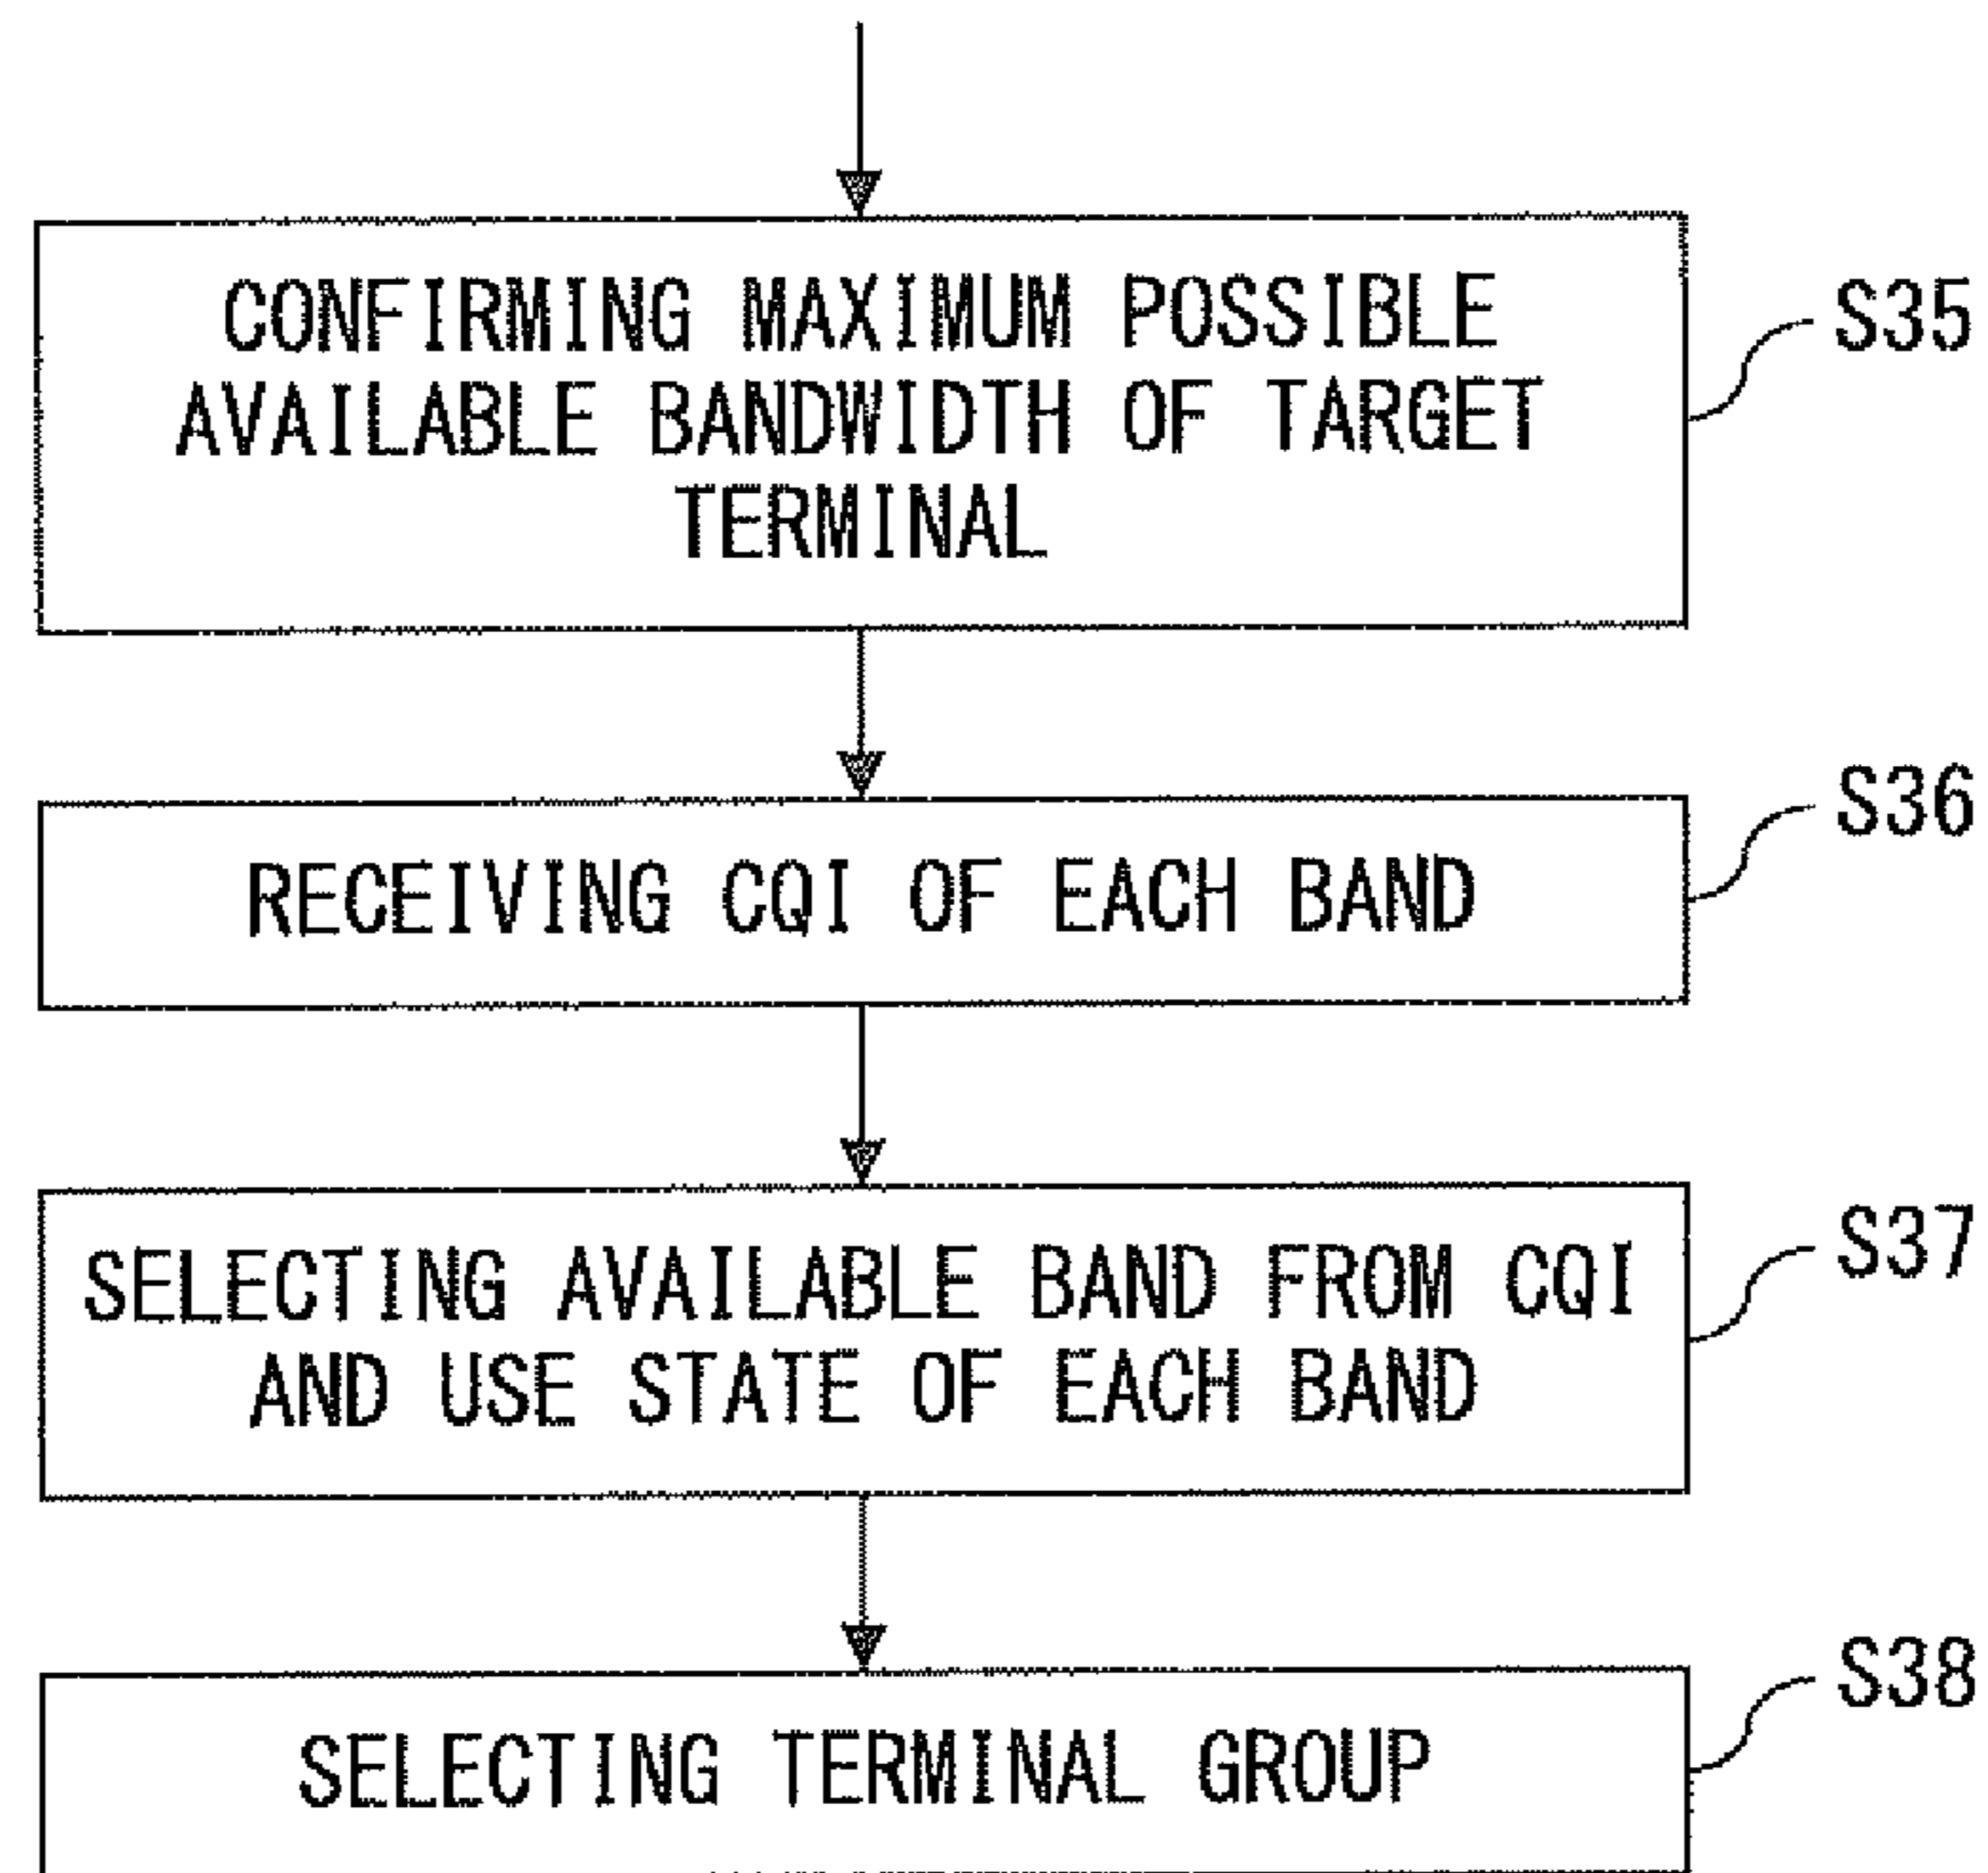 CONFIRMING MAXIMUM POSSIBLE
AVAILABLE BANDWIDTH OF TARGET
TERMINAL
S35
RECEIVING CQI OF EACH BAND
S36
SELECTING AVAILABLE BAND FROM CQI
AND USE STATE OF EACH BAND
S37
SELECTING TERMINAL GROUP
S38